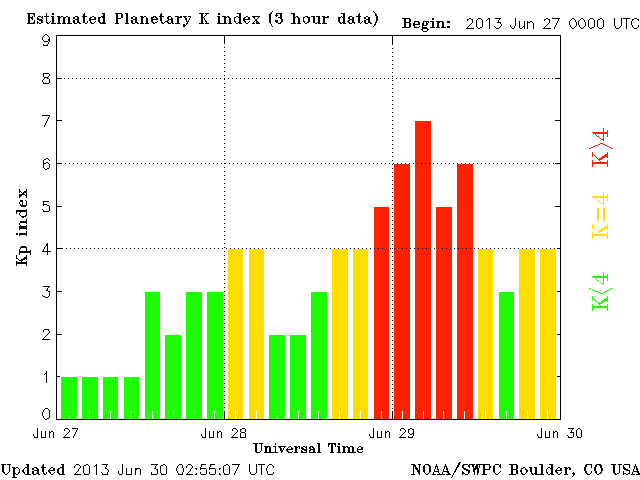 Estimated Planetary K index (3 hour data) Begin: 2013 Jun 27 0000 UTC
9
8
7
6
5
4
3
2
1
0
Kp index
K>4
K=4
K<4
Jun 27 Jun 28 Jun 29 Jun 30
Universal Time
Updated 2013 Jun 30 02:55:07 UTC NOAA/SWPC Boulder, CO USA